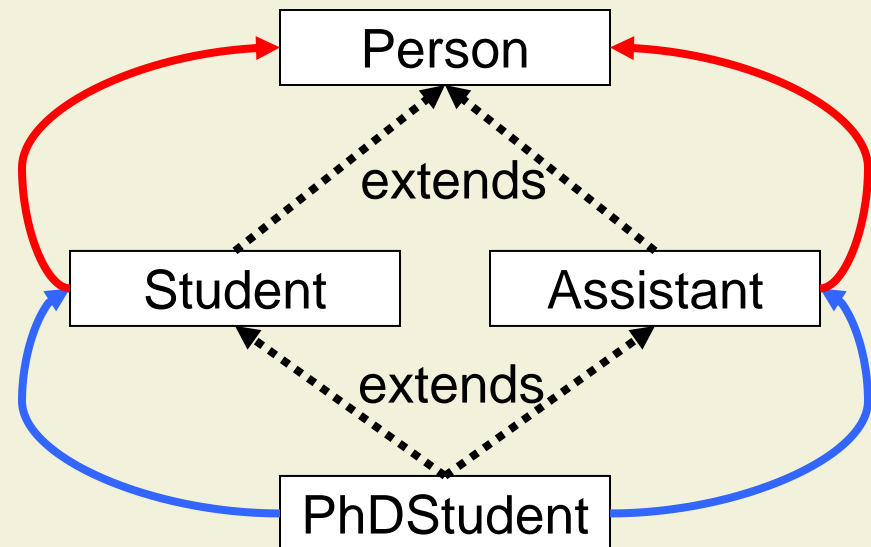 Person
extends
Student
Assistant
extends
PhDStudent